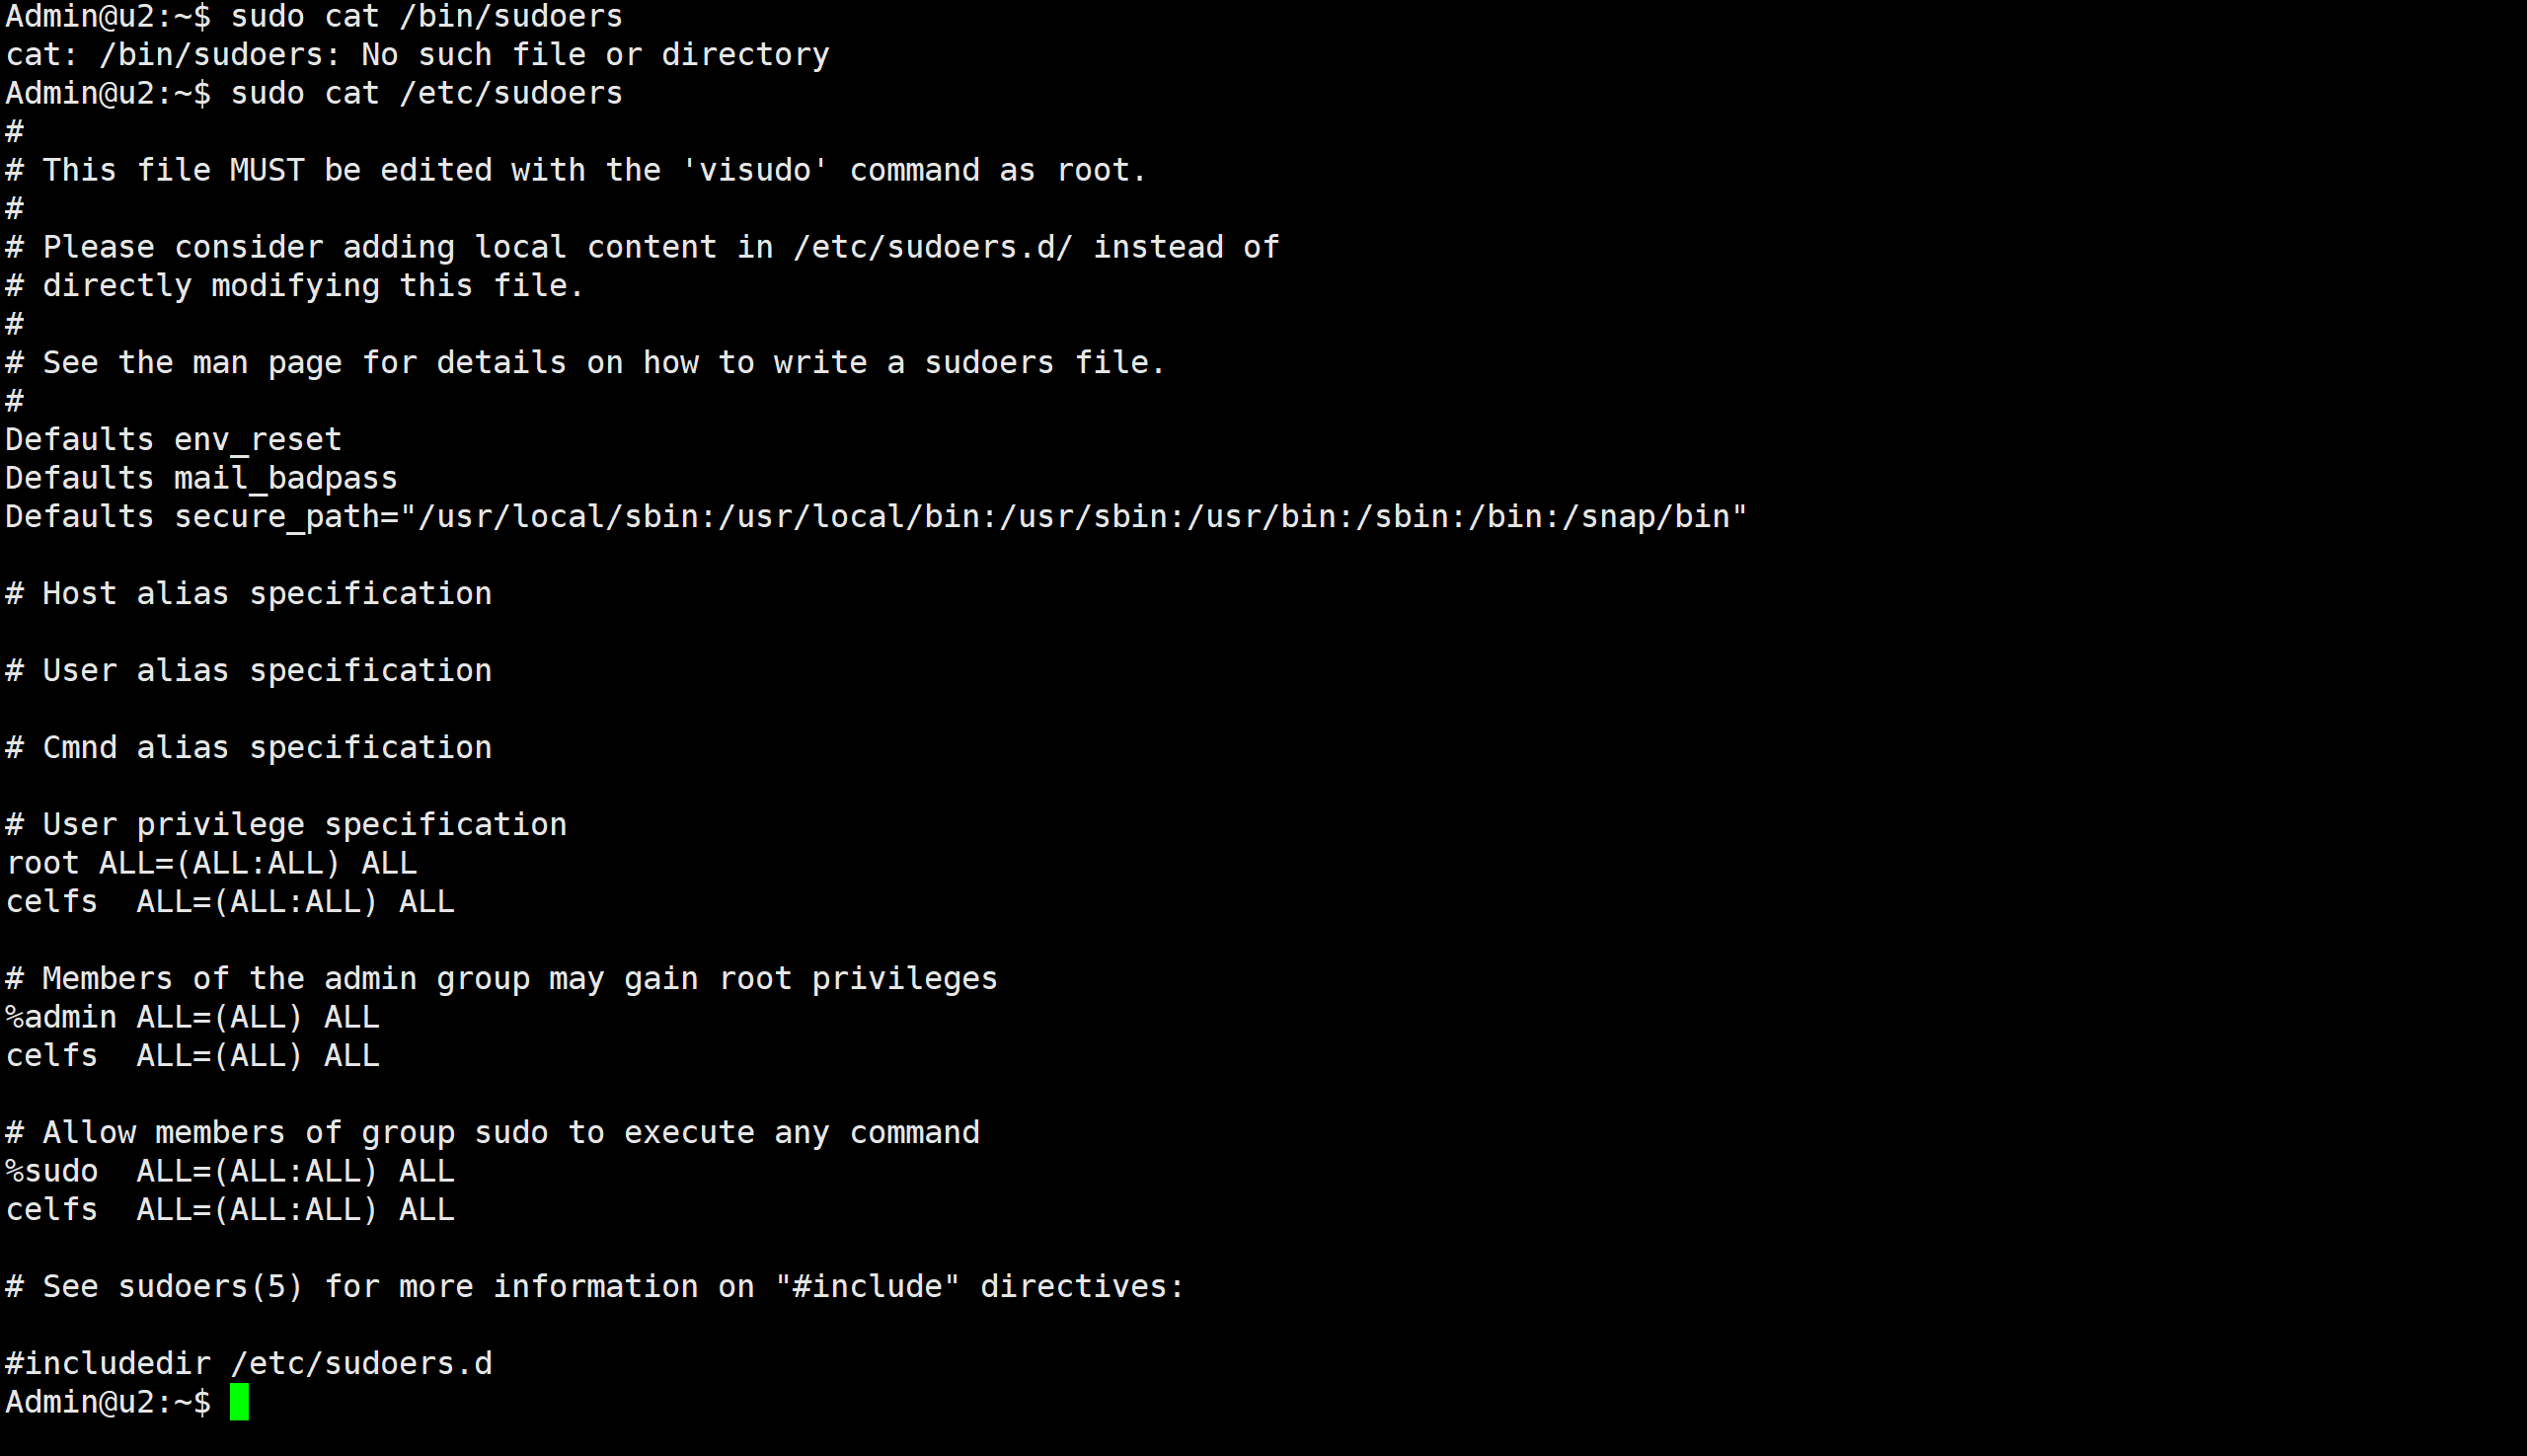 Admin@u2:~$ sudo cat /bin/sudoers
cat: /bin/sudoers: No such file or directory
Admin@u2:~$ sudo cat /etc/sudoers
#
# This file MUST be edited with the 'visudo' command as root.
#
# Please consider adding local content in /etc/sudoers.d/ instead of
# directly modifying this file.
#
# See the man page for details on how to write a sudoers file.
#
Defaults env_reset
Defaults mail_badpass
Defaults secure_path="/usr/local/sbin:/usr/local/bin:/usr/sbin:/usr/bin:/sbin:/bin:/snap/bin"

# Host alias specification

# User alias specification

# Cmnd alias specification

# User privilege specification
root ALL=(ALL:ALL) ALL
celfs  ALL=(ALL:ALL) ALL

# Members of the admin group may gain root privileges
%admin ALL=(ALL) ALL
celfs  ALL=(ALL) ALL

# Allow members of group sudo to execute any command
%sudo  ALL=(ALL:ALL) ALL
celfs  ALL=(ALL:ALL) ALL

# See sudoers(5) for more information on "#include" directives:

#includedir /etc/sudoers.d
Admin@u2:~$